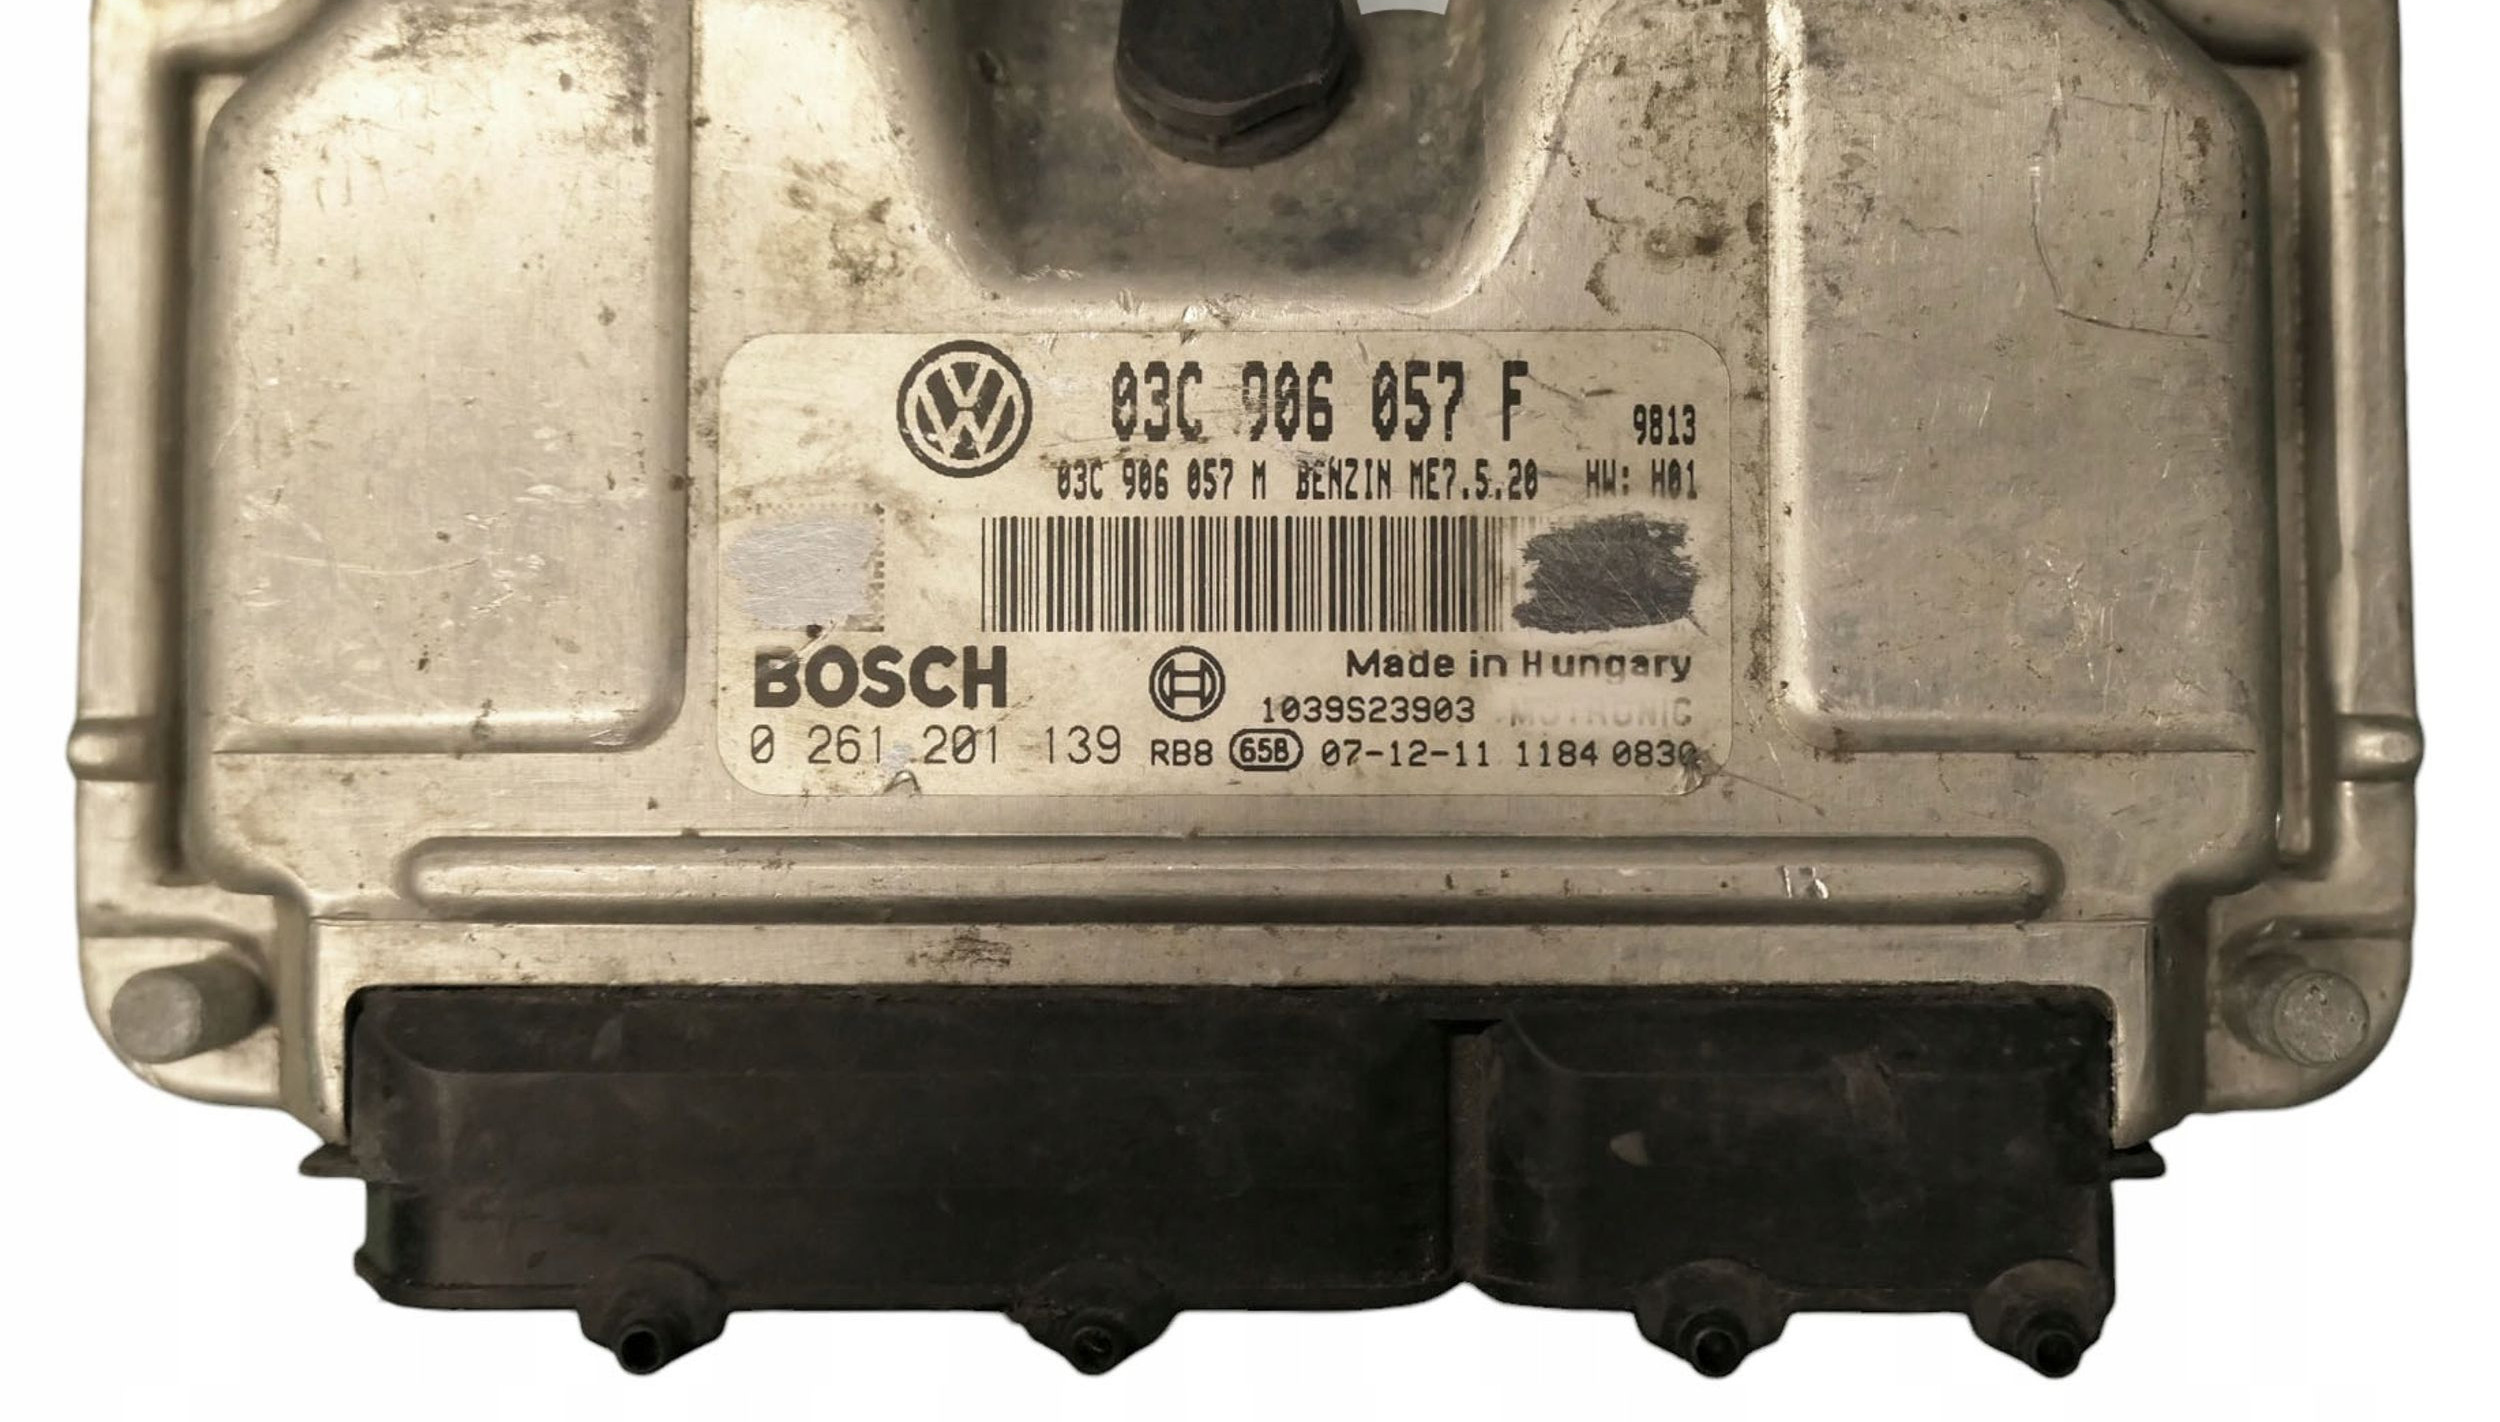 03C 906 057 F 9813
03C 906 057 M BENZIN ME7.5.20 HW: H01
BOSCH
Made in Hungary
1039S23903 MOTRONIC
0 261 201 139 RB8 65B 07-12-11 1184 0830